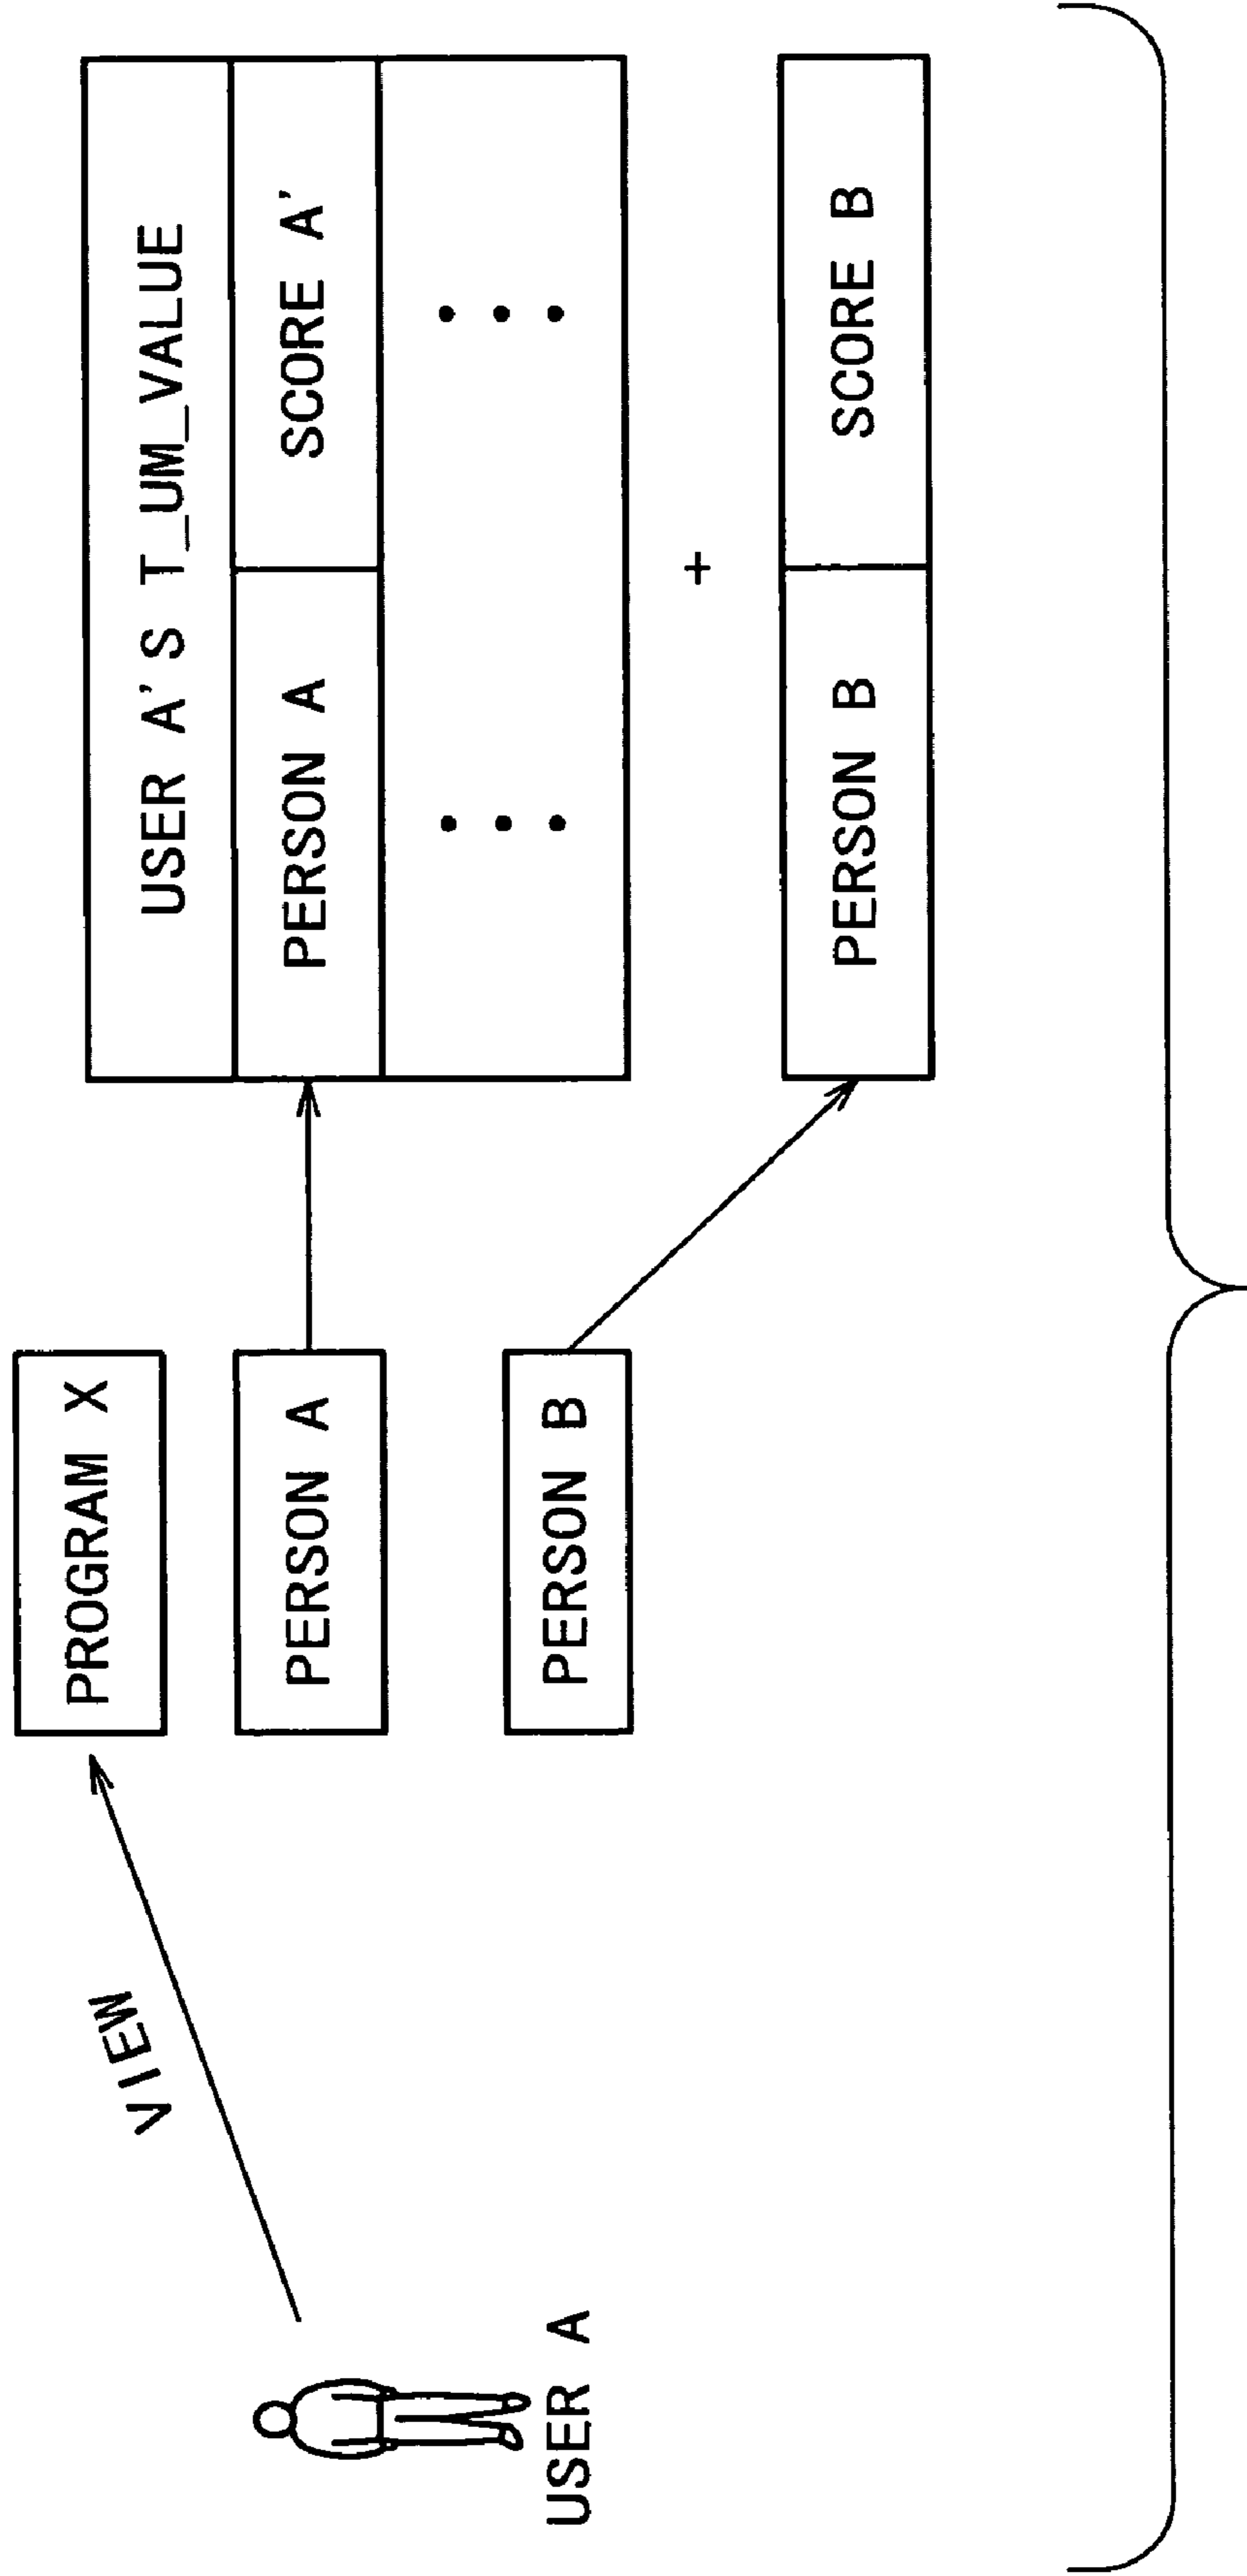 USER A
VIEW
PROGRAM X
PERSON A
PERSON B
USER A'S T_UM_VALUE
PERSON A SCORE A'
+
PERSON B SCORE B